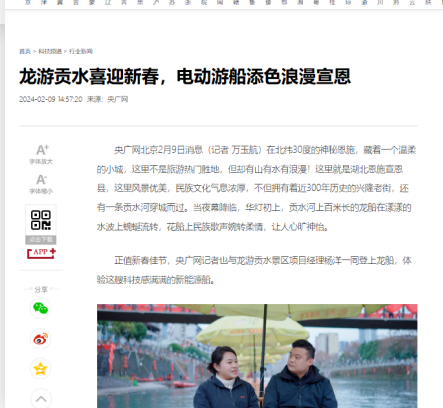 首页 > 科技频道 > 行业新闻
龙游贡水喜迎新春，电动游船添色浪漫宣恩
2024-02-09 14:57:20 来源：央广网
A+
字体放大
A-
字体缩小
点击下载
APP
分享
央广网北京2月9日消息（记者 万玉航）在北纬30度的神秘恩施，藏着一个温柔
的小城，这里不是旅游热门胜地，但却有山有水有浪漫！这里就是湖北恩施宣恩
县，这里风景优美，民族文化气息浓厚，不但拥有着近300年历史的兴隆老街，还
有一条贡水河穿城而过。当夜幕降临，华灯初上，贡水河上百米长的龙船在漾漾的
水波上蜿蜒流转，花船上民族歌声婉转柔情，让人心旷神怡。
正值新春佳节，央广网记者也与龙游贡水景区项目经理杨洋一同登上龙船，体
验这艘科技感满满的新能源船。